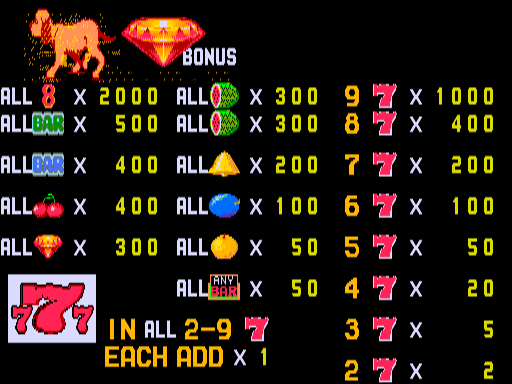 BONUS
ALL 8 X 2000 ALL X 300 9 7 X 1000
ALL BAR X 500 ALL X 300 8 7 X 400
ALL BAR X 400 ALL X 200 7 7 X 200
ALL X 400 ALL X 100 6 7 X 100
ALL X 300 ALL X 50 5 7 X 50
ALL ANY BAR X 50 4 7 X 20
777
IN ALL 2-9 7 3 7 X 5
EACH ADD X 1 2 7 X 2